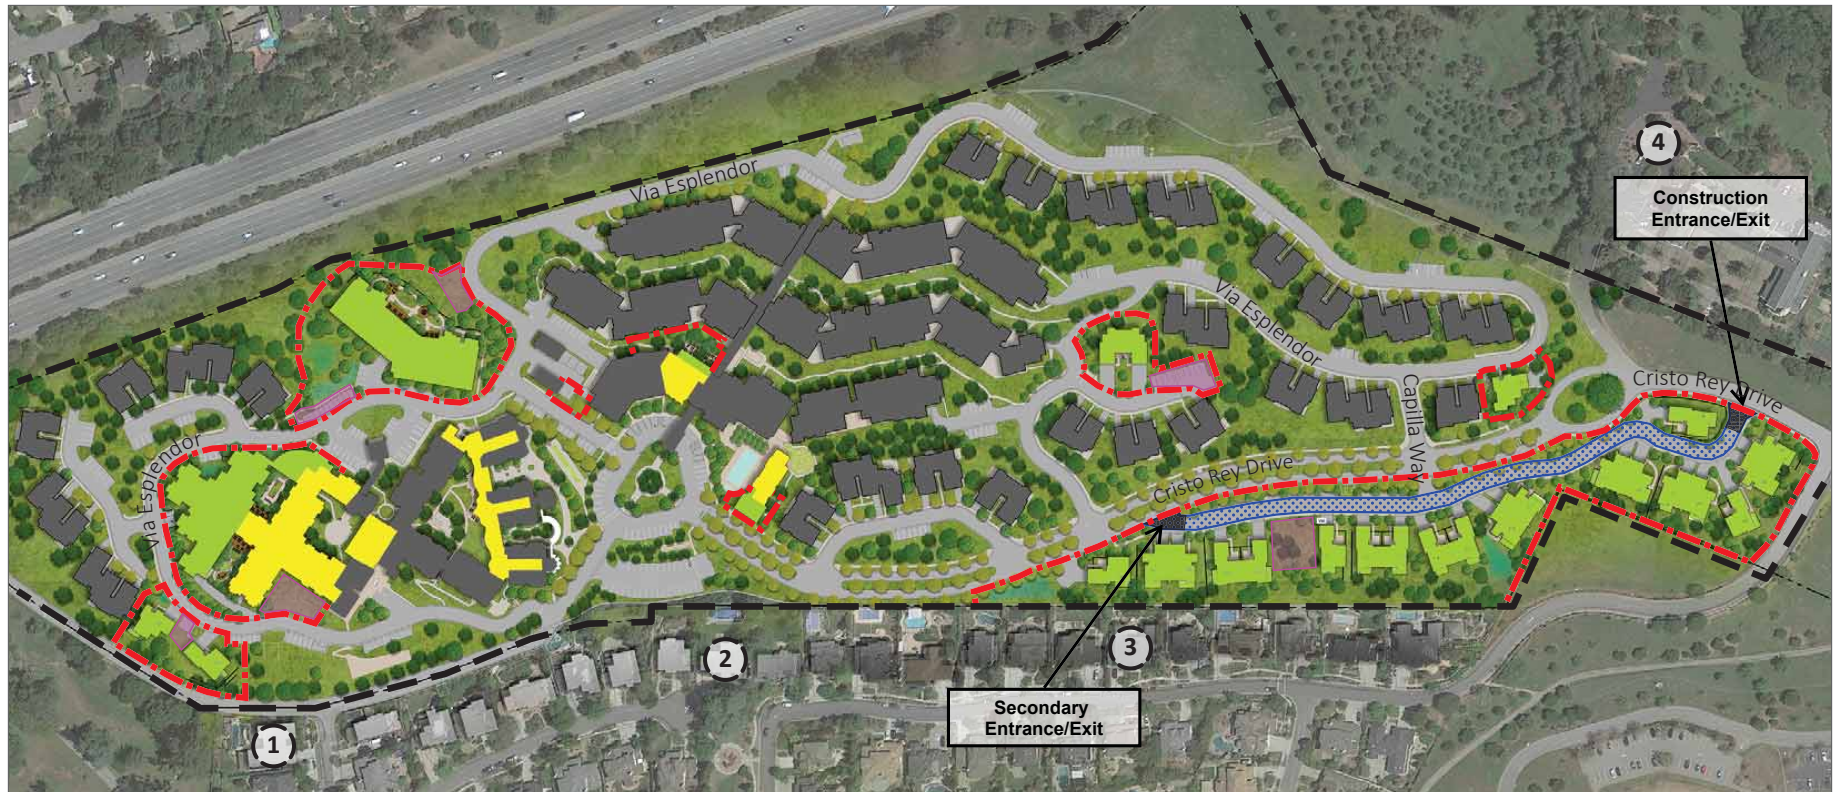 Via Esplendor
4
Construction
Entrance/Exit
Via Esplendor
Cristo Rey Drive
Capilla Way
Via Esplendor
Cristo Rey Drive
2
3
Secondary
Entrance/Exit
1